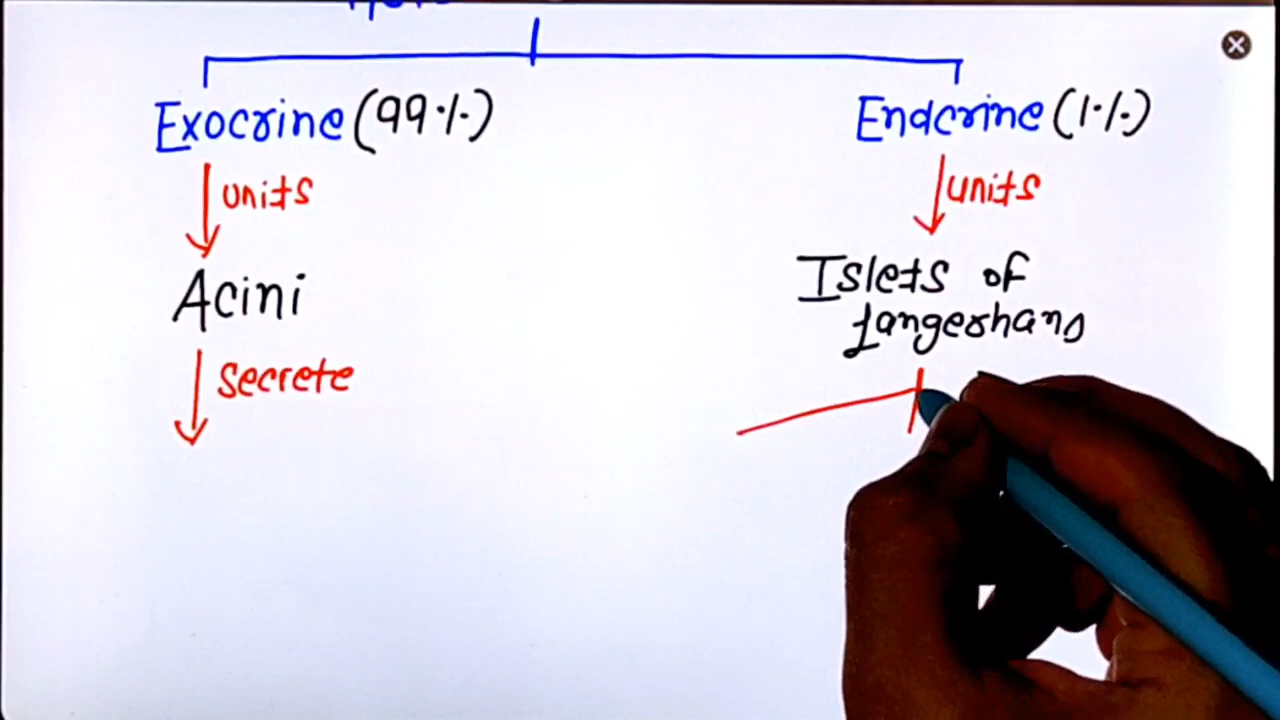 Exocrine (99%)
Endcrine (1%)
units
units
Acini
Islets of
Langerhans
secrete